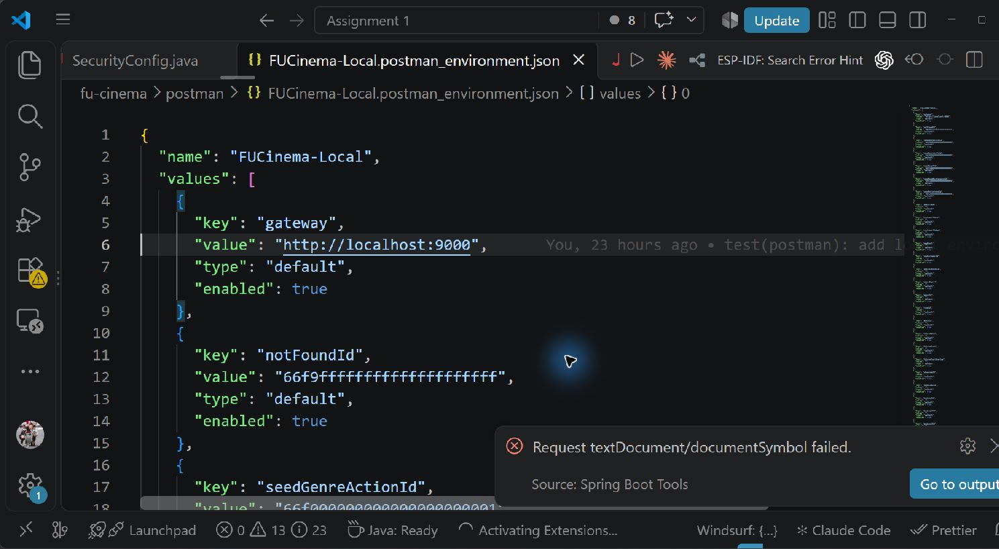 Assignment 1
8
Update
SecurityConfig.java
{} FUCinema-Local.postman_environment.json
ESP-IDF: Search Error Hint
fu-cinema > postman > {} FUCinema-Local.postman_environment.json > [ ] values > { } 0
1 {
2 "name": "FUCinema-Local",
3 "values": [
4 {
5 "key": "gateway",
6 "value": "http://localhost:9000", You, 23 hours ago • test(postman): add
7 "type": "default",
8 "enabled": true
9 },
10 {
11 "key": "notFoundId",
12 "value": "66f9ffffffffffffffffffff",
13 "type": "default",
14 "enabled": true
15 },
16 {
17 "key": "seedGenreActionId",
18 "value": "66f000000000000000000001
Request textDocument/documentSymbol failed.
Source: Spring Boot Tools
Go to output
1
Launchpad
0 13 23
Java: Ready
Activating Extensions...
Windsurf: {...}
Claude Code
Prettier